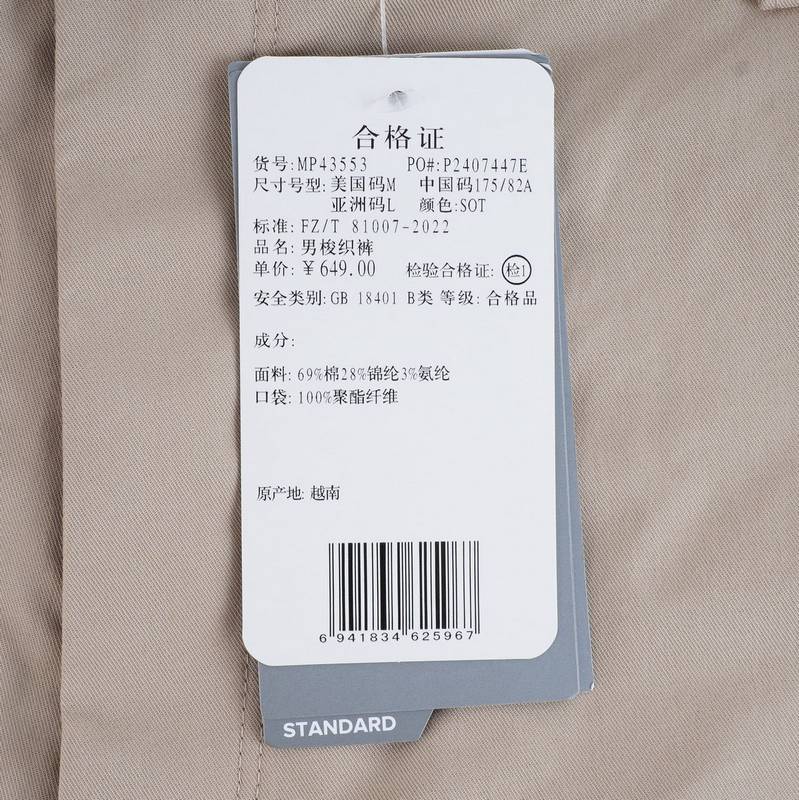 合格证
货号:MP43553 PO#:P2407447E
尺寸号型:美国码M 中国码175/82A
亚洲码L 颜色:SOT
标准:FZ/T 81007-2022
品名:男梭织裤
单价:¥649.00 检验合格证:检1
安全类别:GB 18401 B类 等级:合格品
成分:
面料:69%棉28%锦纶3%氨纶
口袋:100%聚酯纤维
原产地:越南
6 941834 625967
STANDARD